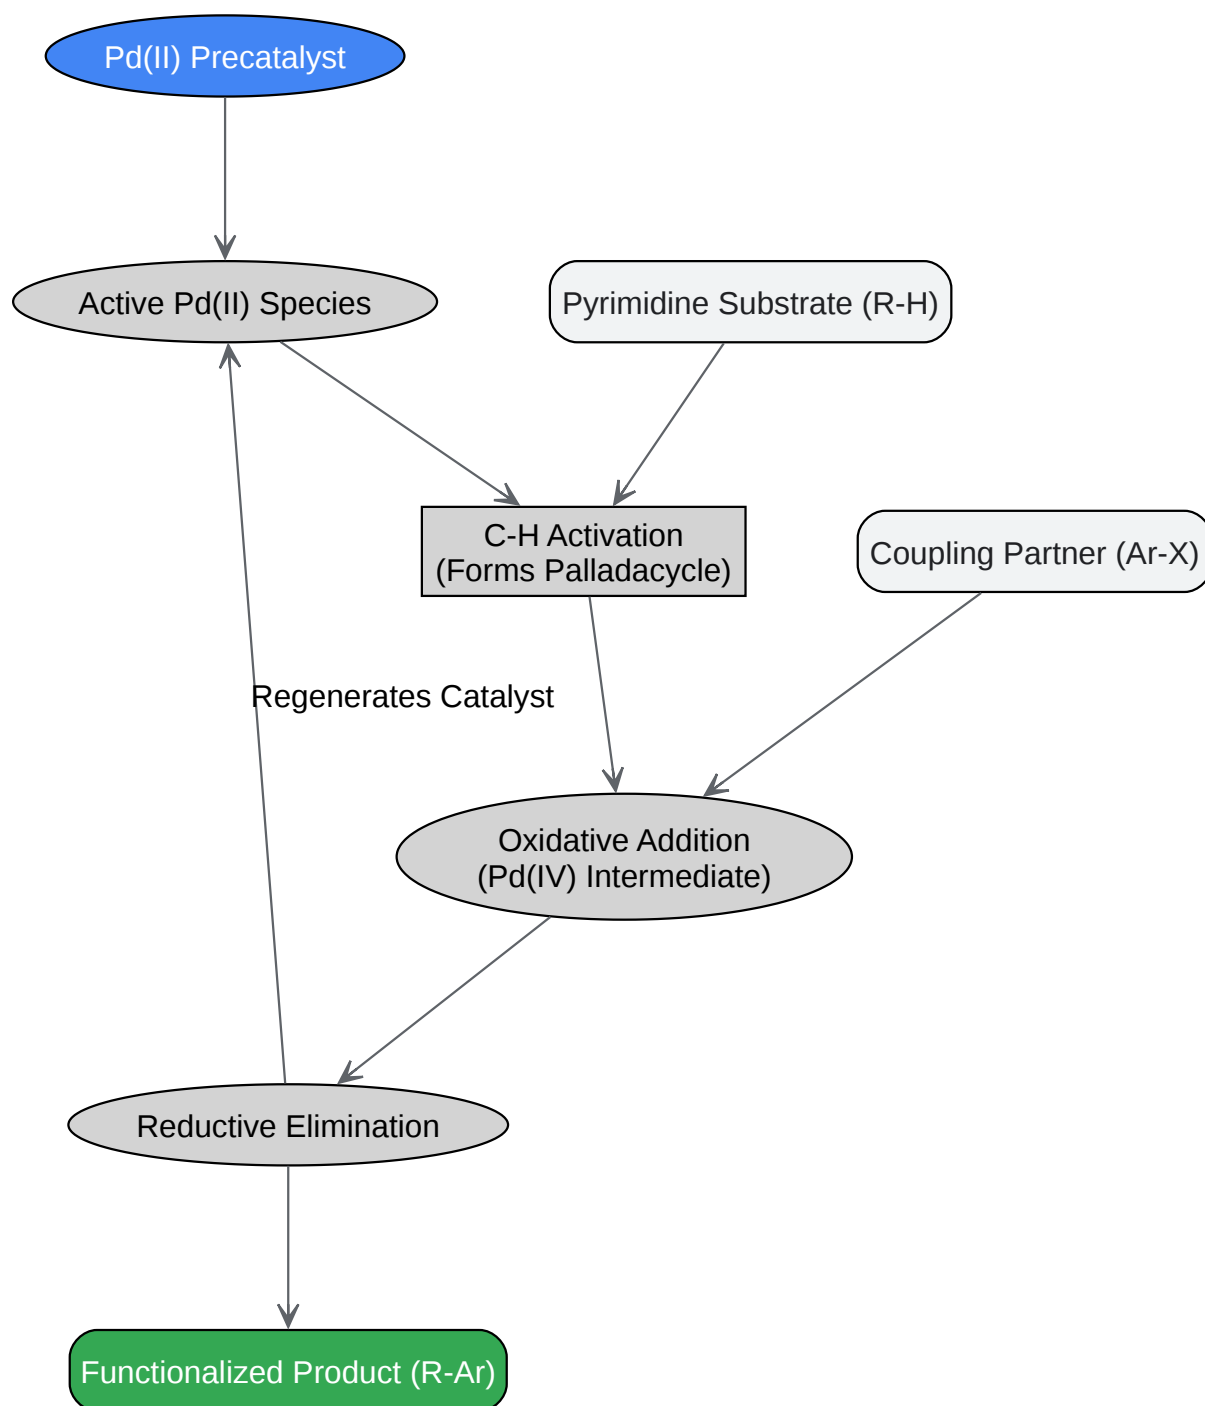 Pd(II) Precatalyst
Active Pd(II) Species
Pyrimidine Substrate (R-H)
C-H Activation
(Forms Palladacycle)
Coupling Partner (Ar-X)
Regenerates Catalyst
Oxidative Addition
(Pd(IV) Intermediate)
Reductive Elimination
Functionalized Product (R-Ar)